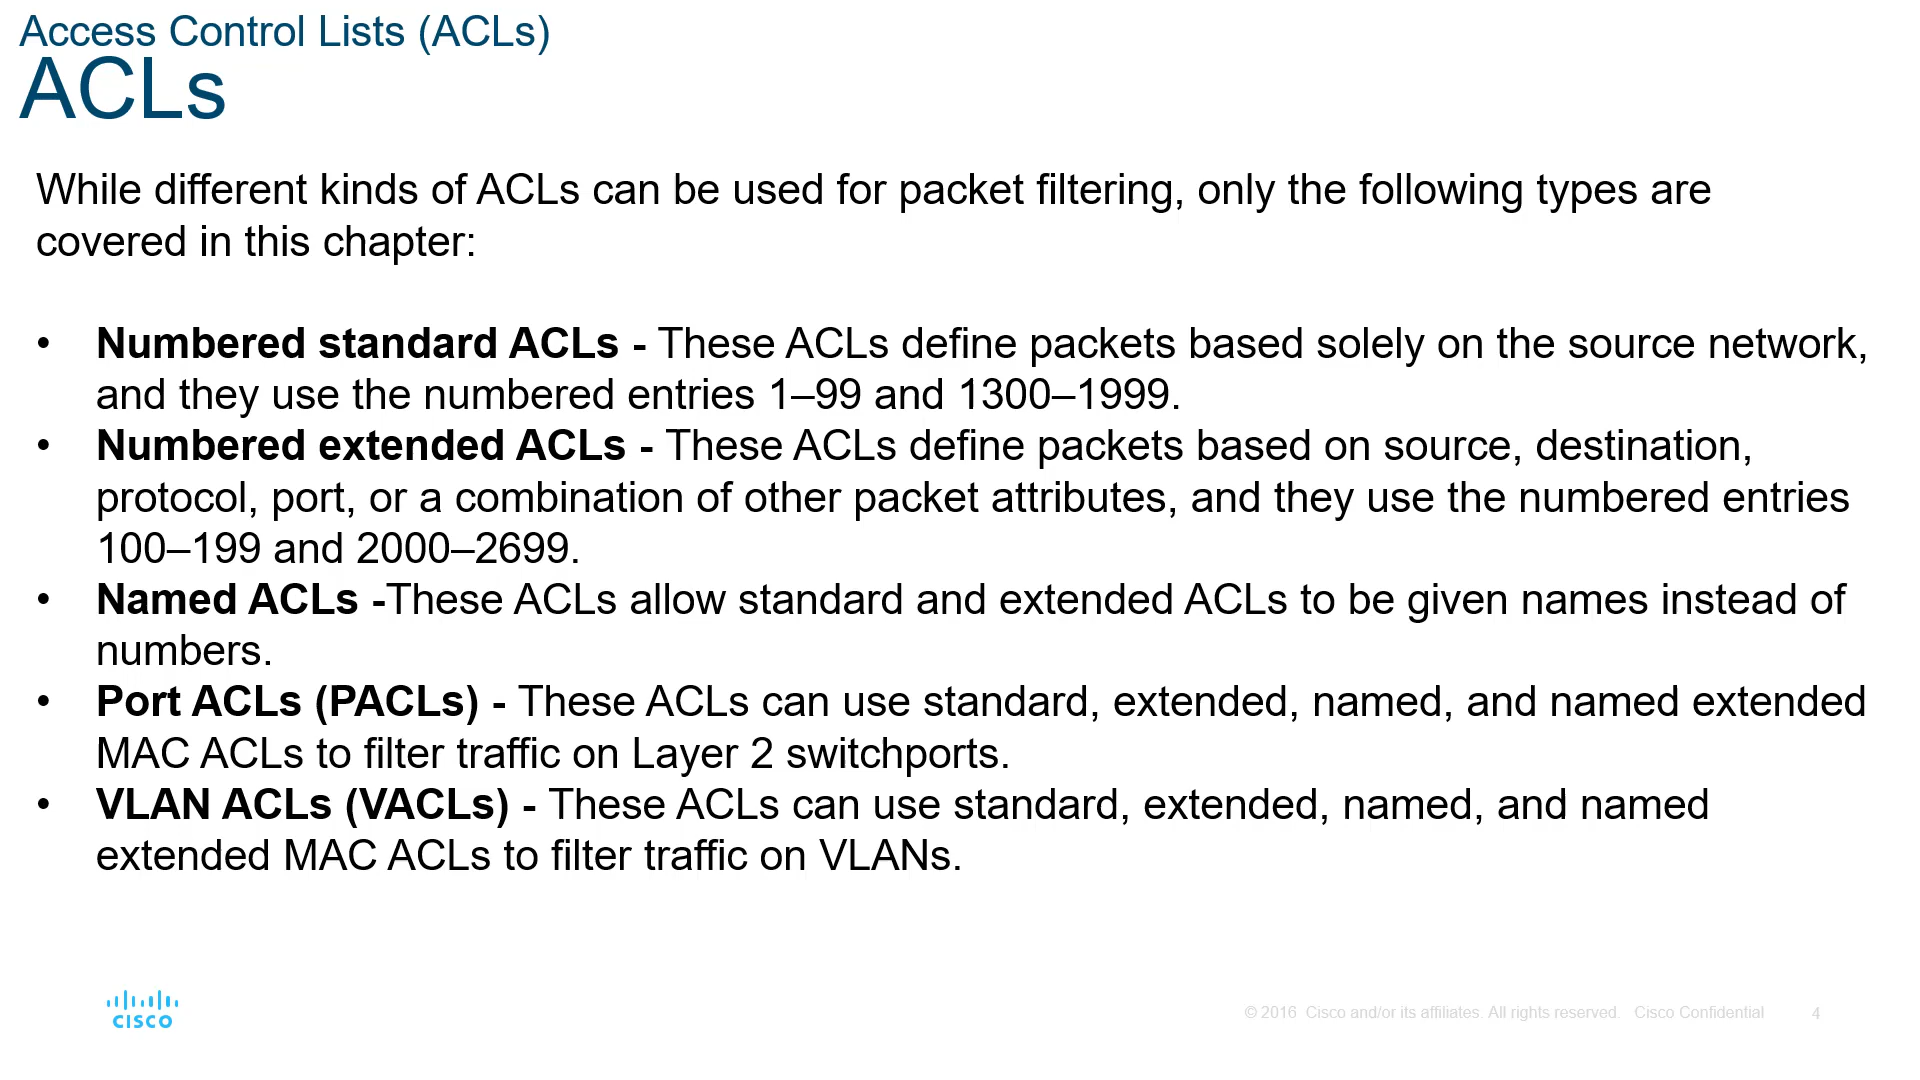 Access Control Lists (ACLs)
ACLs
While different kinds of ACLs can be used for packet filtering, only the following types are
covered in this chapter:
• Numbered standard ACLs - These ACLs define packets based solely on the source network,
and they use the numbered entries 1–99 and 1300–1999.
• Numbered extended ACLs - These ACLs define packets based on source, destination,
protocol, port, or a combination of other packet attributes, and they use the numbered entries
100–199 and 2000–2699.
• Named ACLs -These ACLs allow standard and extended ACLs to be given names instead of
numbers.
• Port ACLs (PACLs) - These ACLs can use standard, extended, named, and named extended
MAC ACLs to filter traffic on Layer 2 switchports.
• VLAN ACLs (VACLs) - These ACLs can use standard, extended, named, and named
extended MAC ACLs to filter traffic on VLANs.
CISCO
© 2016 Cisco and/or its affiliates. All rights reserved. Cisco Confidential 4